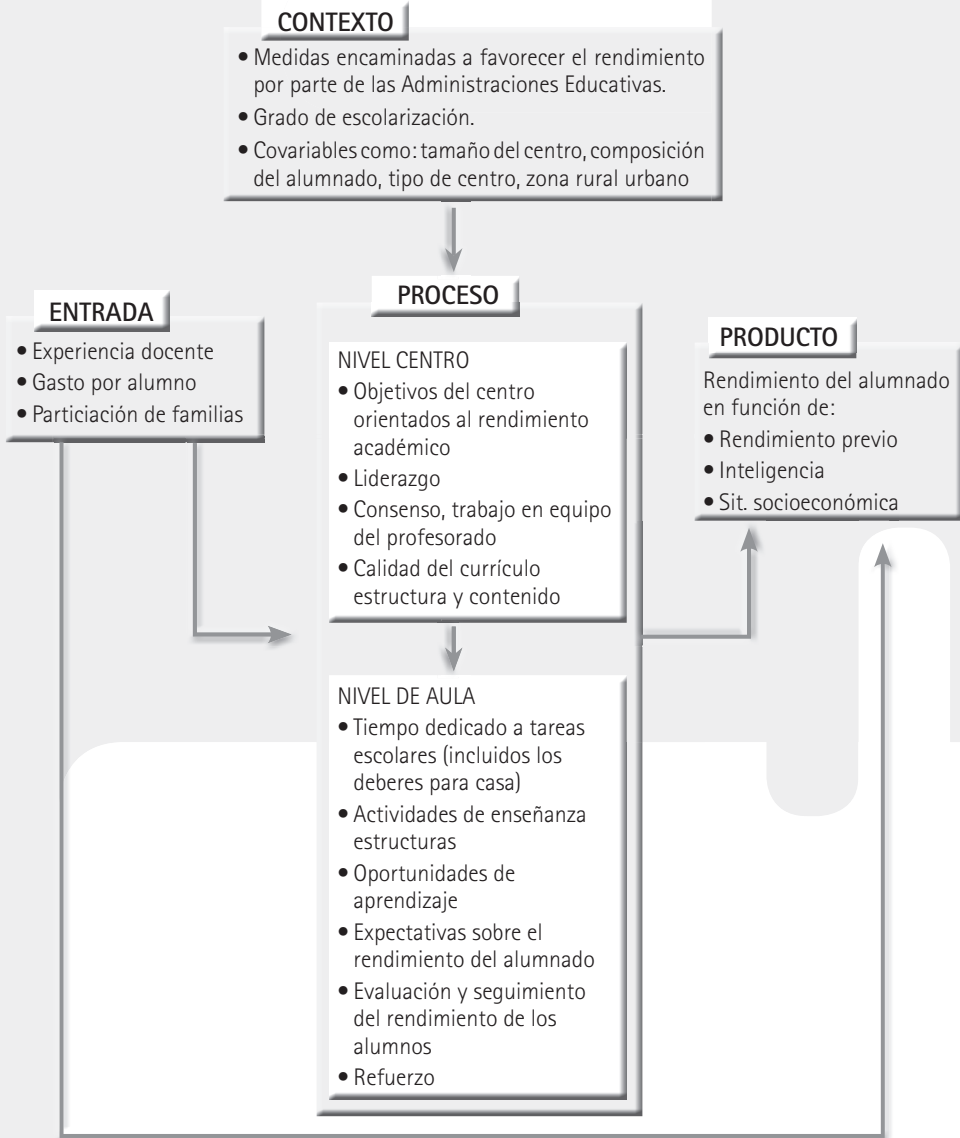 CONTEXTO
• Medidas encaminadas a favorecer el rendimiento
por parte de las Administraciones Educativas.
• Grado de escolarización.
• Covariables como: tamaño del centro, composición
del alumnado, tipo de centro, zona rural urbano
ENTRADA
• Experiencia docente
• Gasto por alumno
• Particiación de familias
PROCESO
NIVEL CENTRO
• Objetivos del centro
orientados al rendimiento
académico
• Liderazgo
• Consenso, trabajo en equipo
del profesorado
• Calidad del currículo
estructura y contenido
NIVEL DE AULA
• Tiempo dedicado a tareas
escolares (incluidos los
deberes para casa)
• Actividades de enseñanza
estructuras
• Oportunidades de
aprendizaje
• Expectativas sobre el
rendimiento del alumnado
• Evaluación y seguimiento
del rendimiento de los
alumnos
• Refuerzo
PRODUCTO
Rendimiento del alumnado
en función de:
• Rendimiento previo
• Inteligencia
• Sit. socioeconómica